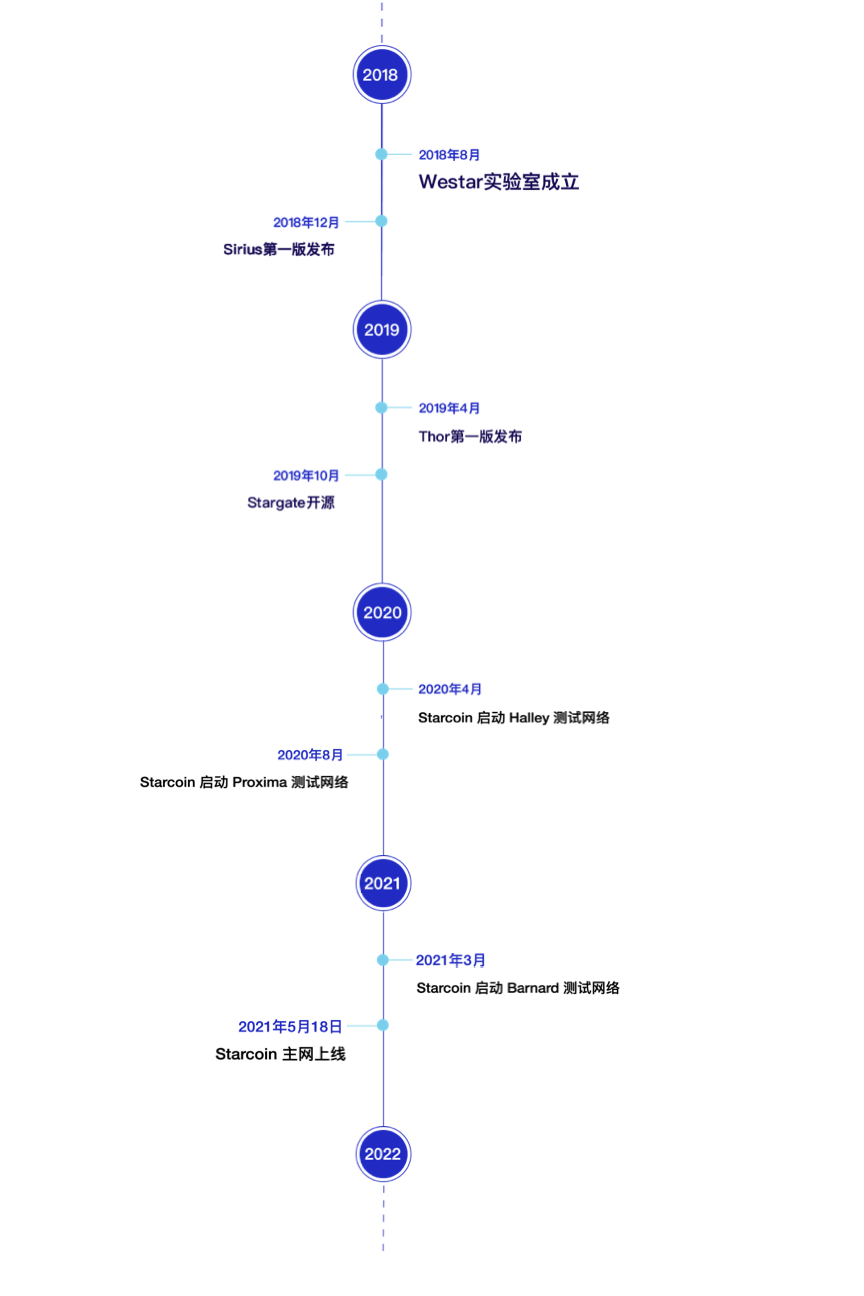 2018
2018年8月
Westar实验室成立
2018年12月
Sirius第一版发布
2019
2019年4月
Thor第一版发布
2019年10月
Stargate开源
2020
2020年4月
Starcoin 启动 Halley 测试网络
2020年8月
Starcoin 启动 Proxima 测试网络
2021
2021年3月
Starcoin 启动 Barnard 测试网络
2021年5月18日
Starcoin 主网上线
2022